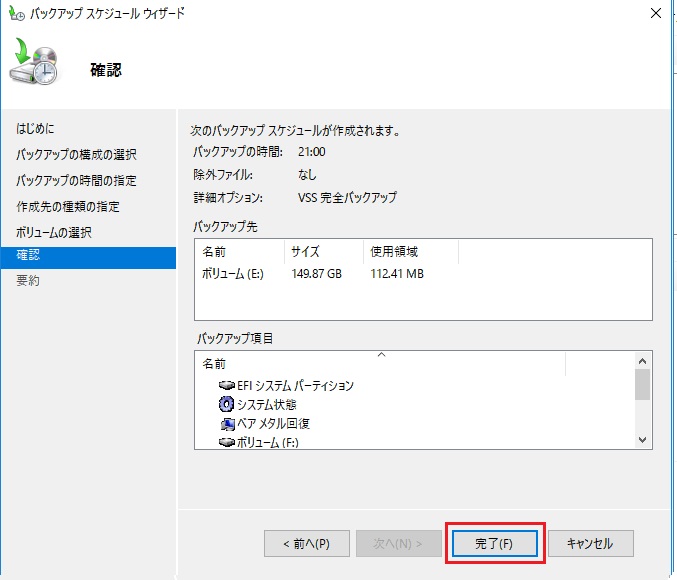 バックアップ スケジュール ウィザード
確認
はじめに
バックアップの構成の選択
バックアップの時間の指定
作成先の種類の指定
ボリュームの選択
確認
要約
次のバックアップ スケジュールが作成されます。
バックアップの時間: 21:00
除外ファイル: なし
詳細オプション: VSS 完全バックアップ
バックアップ先
名前 サイズ 使用領域
ボリューム (E:) 149.87 GB 112.41 MB
バックアップ項目
名前
EFI システム パーティション
システム状態
ベア メタル回復
ボリューム (F:)
< 前へ(P) 次へ(N) > 完了(F) キャンセル